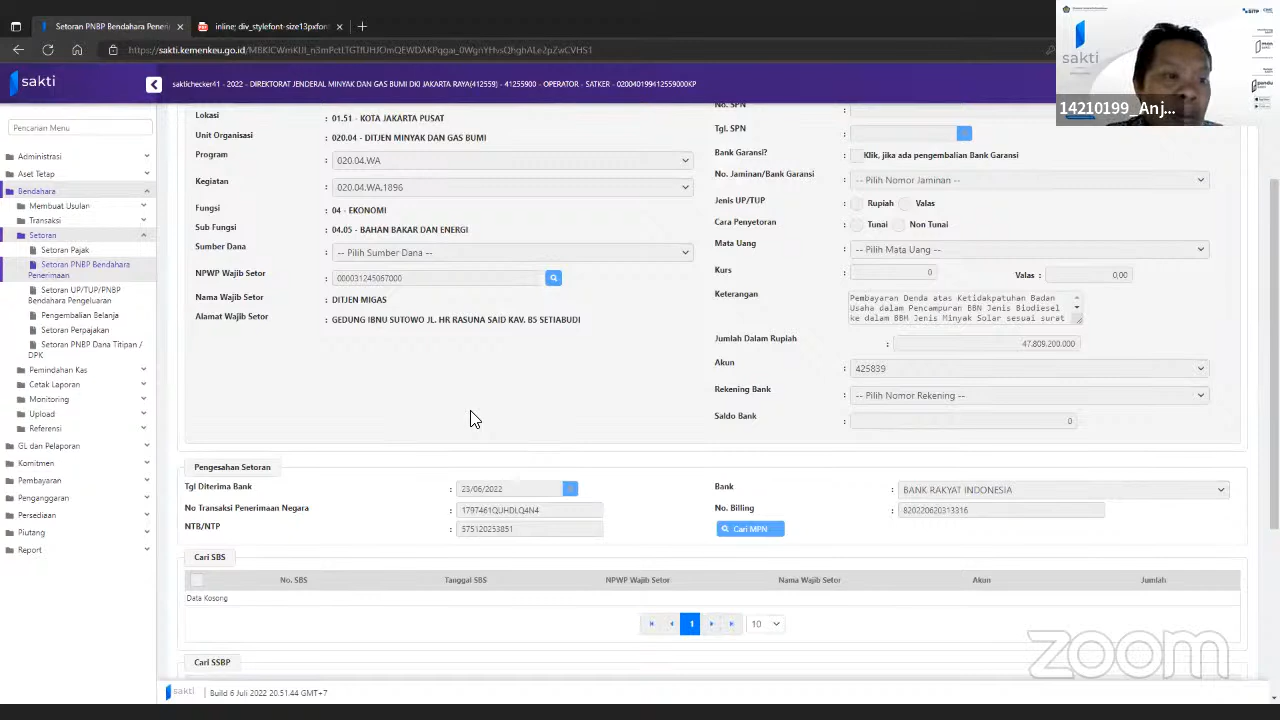 Setoran PNBP Bendahara Peneri
inline; div_stylefont-size13pxfont
sakti
saktichecker41 - 2022 - DIREKTORAT JENDERAL MINYAK DAN GAS BUMI DKI JAKARTA RAYA(0199) - 412559000KP
SATKER - 0200401994125590000KP
14210199_Anj...
Pencarian Menu
Administrasi
Aset Tetap
Bendahara
Membuat Usulan
Transaksi
Setoran
Setoran Pajak
Setoran PNBP Bendahara
Penerimaan
Setoran UP/TUP/PNBP
Bendahara Pengeluaran
Pengembalian Belanja
Setoran Perpajakan
Setoran PNBP Dana Titipan /
DPK
Pemindahan Kas
Cetak Laporan
Monitoring
Upload
Referensi
GL dan Pelaporan
Komitmen
Pembayaran
Penganggaran
Persediaan
Piutang
Report
Lokasi : 01.51 - KOTA JAKARTA PUSAT
Unit Organisasi : 020.04 - DITJEN MINYAK DAN GAS BUMI
Program : 020.04.WA
Kegiatan : 020.04.WA.1896
Fungsi : 04 - EKONOMI
Sub Fungsi : 04.05 - BAHAN BAKAR DAN ENERGI
Sumber Dana : -- Pilih Sumber Dana --
NPWP Wajib Setor : 000031245067000
Nama Wajib Setor : DITJEN MIGAS
Alamat Wajib Setor : GEDUNG IBNU SUTOWO JL. HR RASUNA SAID KAV. B5 SETIABUDI
No. SPN :
Tgl. SPN :
Bank Garansi? : Klik, jika ada pengembalian Bank Garansi
No. Jaminan/Bank Garansi : -- Pilih Nomor Jaminan --
Jenis UP/TUP : Rupiah Valas
Cara Penyetoran : Tunai Non Tunai
Mata Uang : -- Pilih Mata Uang --
Kurs : 0 Valas : 0,00
Keterangan : Pembayaran Denda atas Ketidakpatuhan Badan
Usaha dalam Pencampuran BBN Jenis Biodiesel
ke dalam BBM Jenis Minyak Solar sesuai surat
Jumlah Dalam Rupiah : 47.809.200.000
Akun : 425839
Rekening Bank : -- Pilih Nomor Rekening --
Saldo Bank : 0
Pengesahan Setoran
Tgl Diterima Bank : 23/06/2022
No Transaksi Penerimaan Negara : 1797461QUHDLQ4N4
NTB/NTP : 575120253851
Bank : BANK RAKYAT INDONESIA
No. Billing : 820220620313316
Cari MPN
Cari SBS
No. SBS Tanggal SBS NPWP Wajib Setor Nama Wajib Setor Akun Jumlah
Data Kosong
1 10
Cari SSBP
sakti | Build 6 Juli 2022 20.51.44 GMT+7
zoom